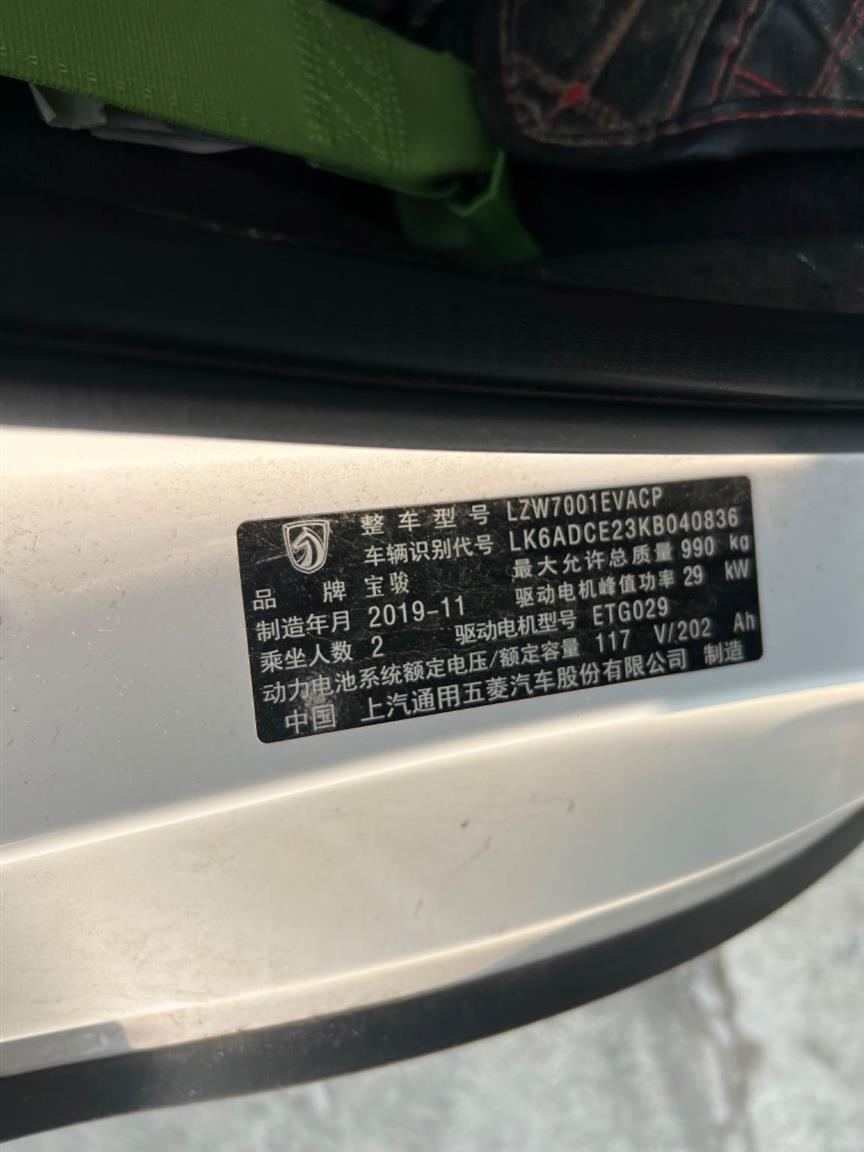 整车型号 LZW7001EVACP
车辆识别代号 LK6ADCE23KB040836
品牌 宝骏 最大允许总质量 990 kg
制造年月 2019-11 驱动电机峰值功率 29 kW
乘坐人数 2 驱动电机型号 ETG029
动力电池系统额定电压/额定容量 117 V/202 Ah
中国 上汽通用五菱汽车股份有限公司 制造